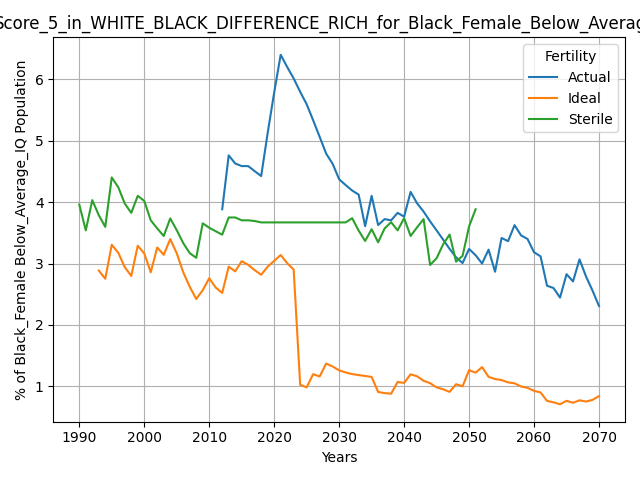 Score_5_in_WHITE_BLACK_DIFFERENCE_RICH_for_Black_Female_Below_Averag
Fertility
Actual
Ideal
Sterile
% of Black_Female Below_Average_IQ Population
6
5
4
3
2
1
1990 2000 2010 2020 2030 2040 2050 2060 2070
Years